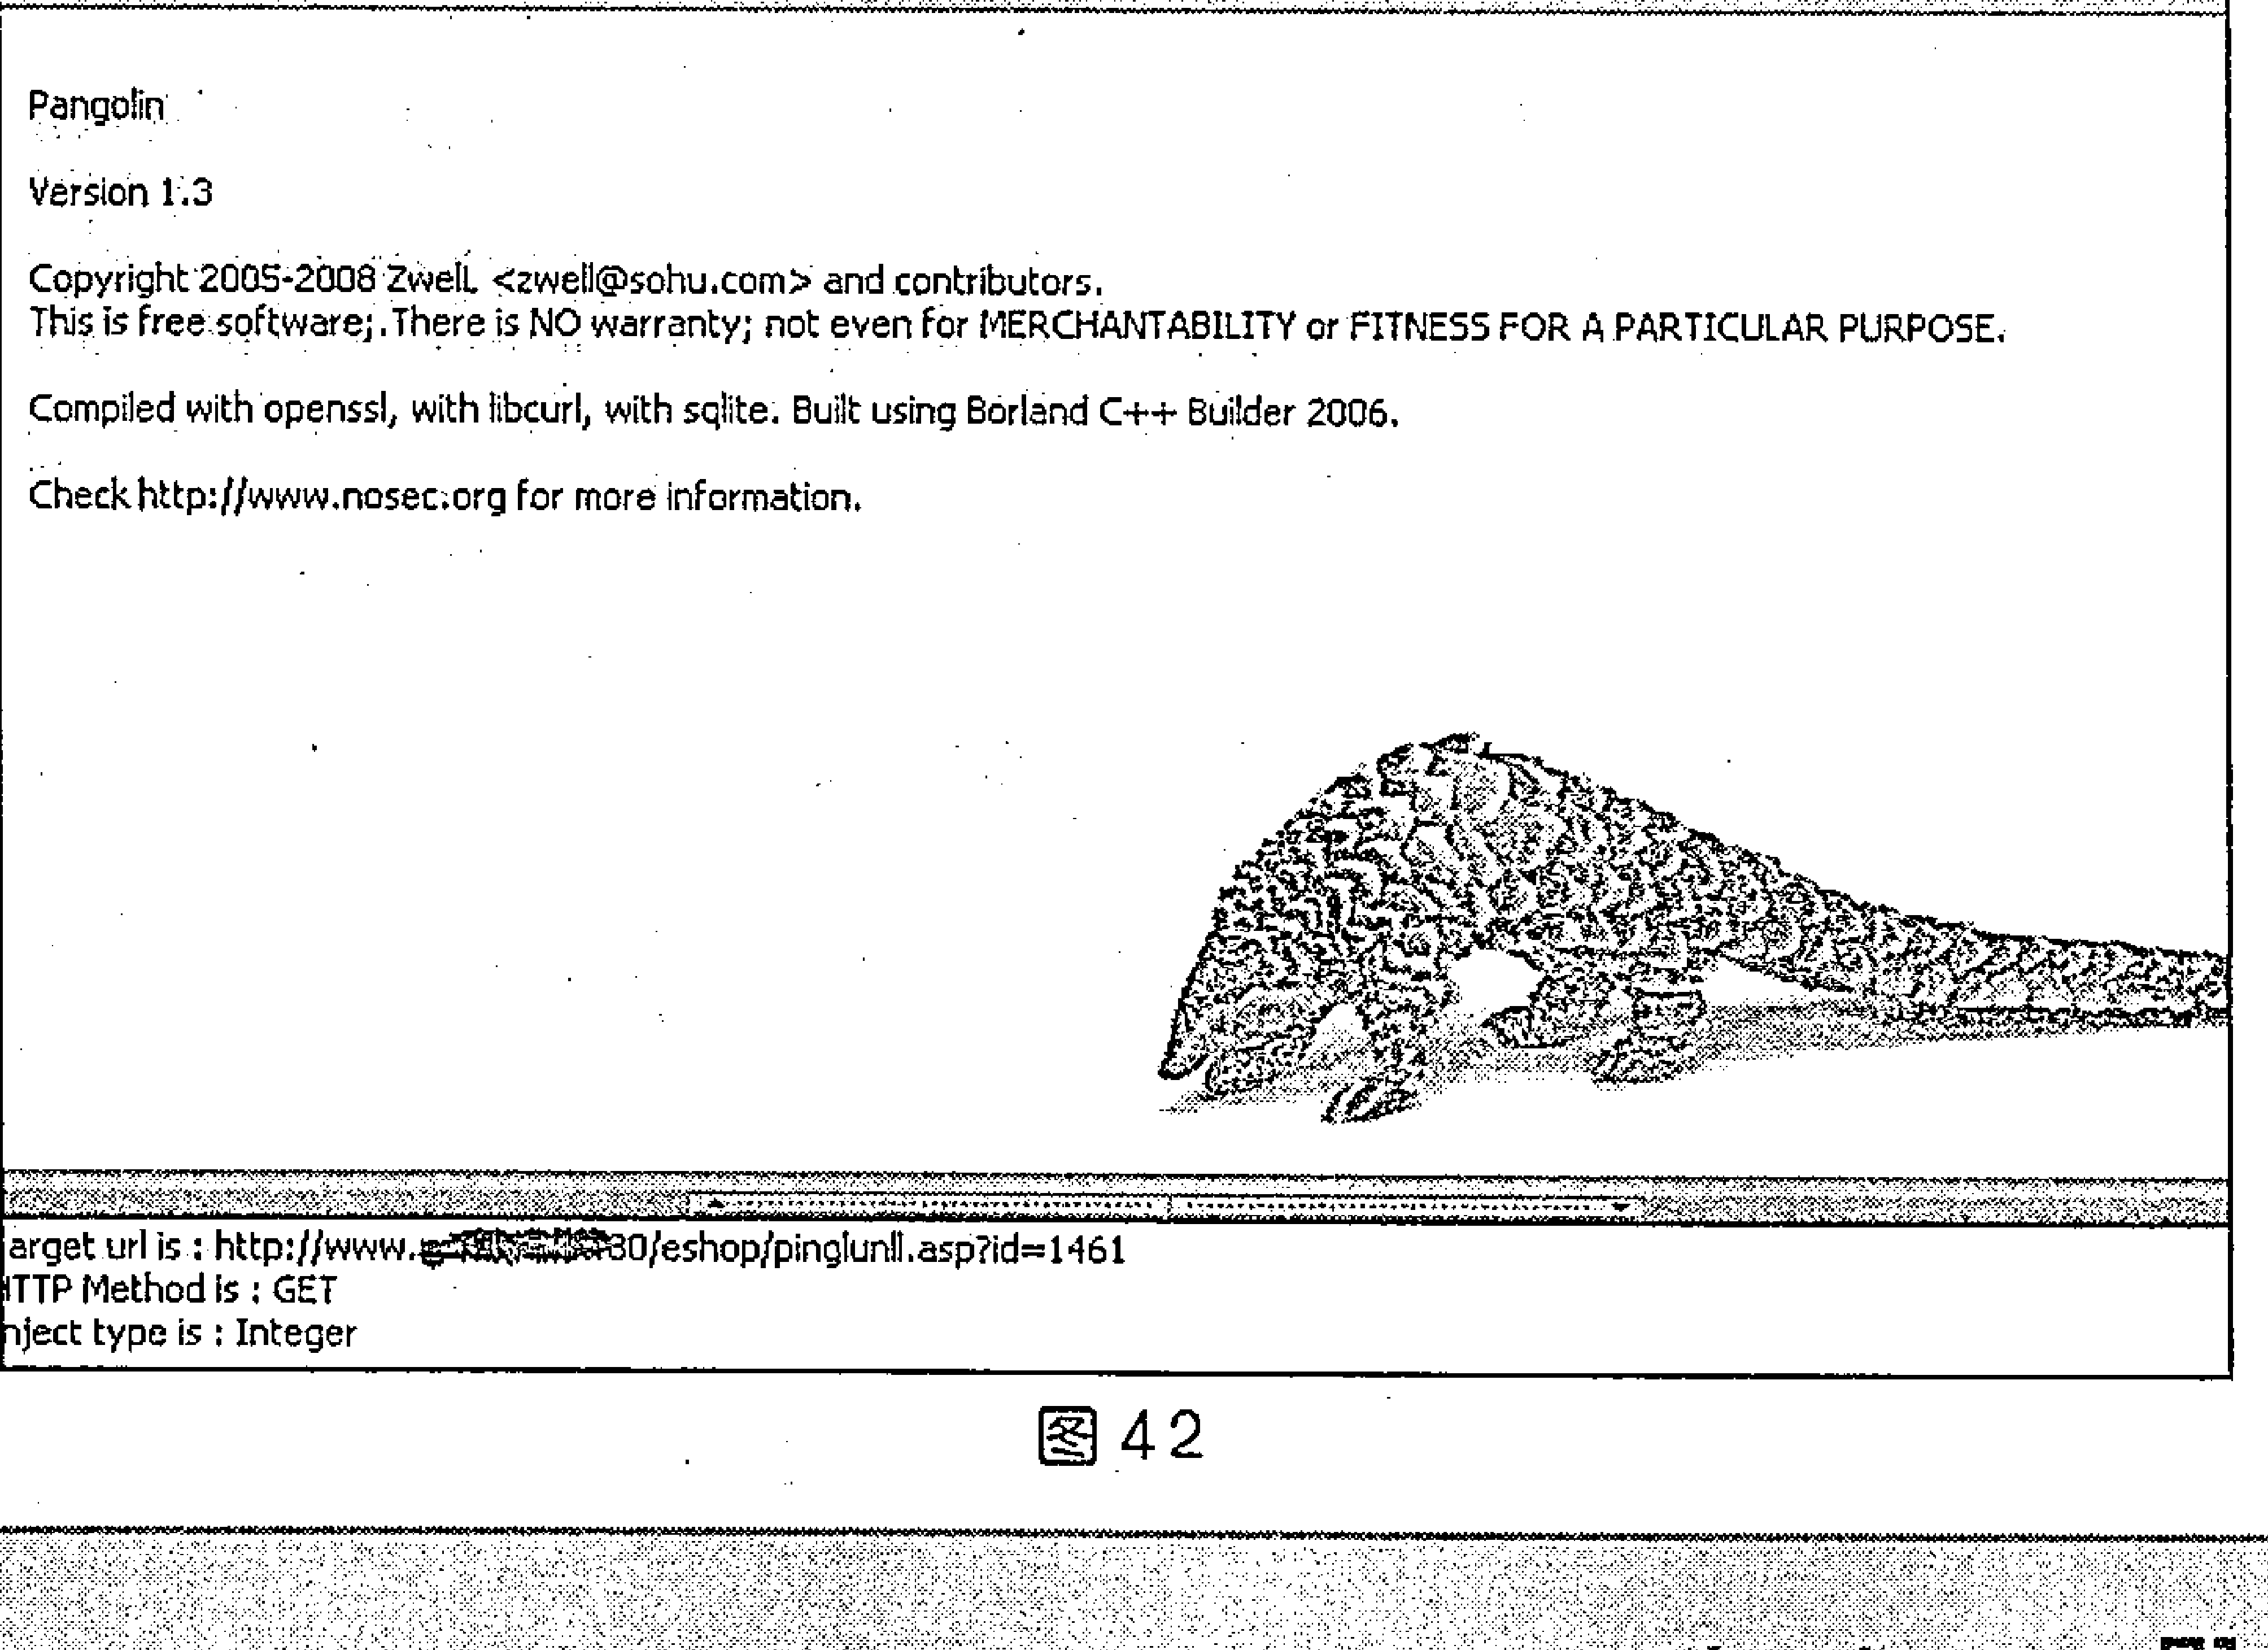 Pangolin
Version 1.3
Copyright 2005-2008 ZwelL <zwell@sohu.com> and contributors.
This is free software; There is NO warranty; not even for MERCHANTABILITY or FITNESS FOR A PARTICULAR PURPOSE.
Compiled with openssl, with libcurl, with sqlite. Built using Borland C++ Builder 2006.
Check http://www.nosec.org for more information.
arget url is : http://www. 80/eshop/pinglunll.asp?id=1461
HTTP Method is : GET
nject type is : Integer
图 42